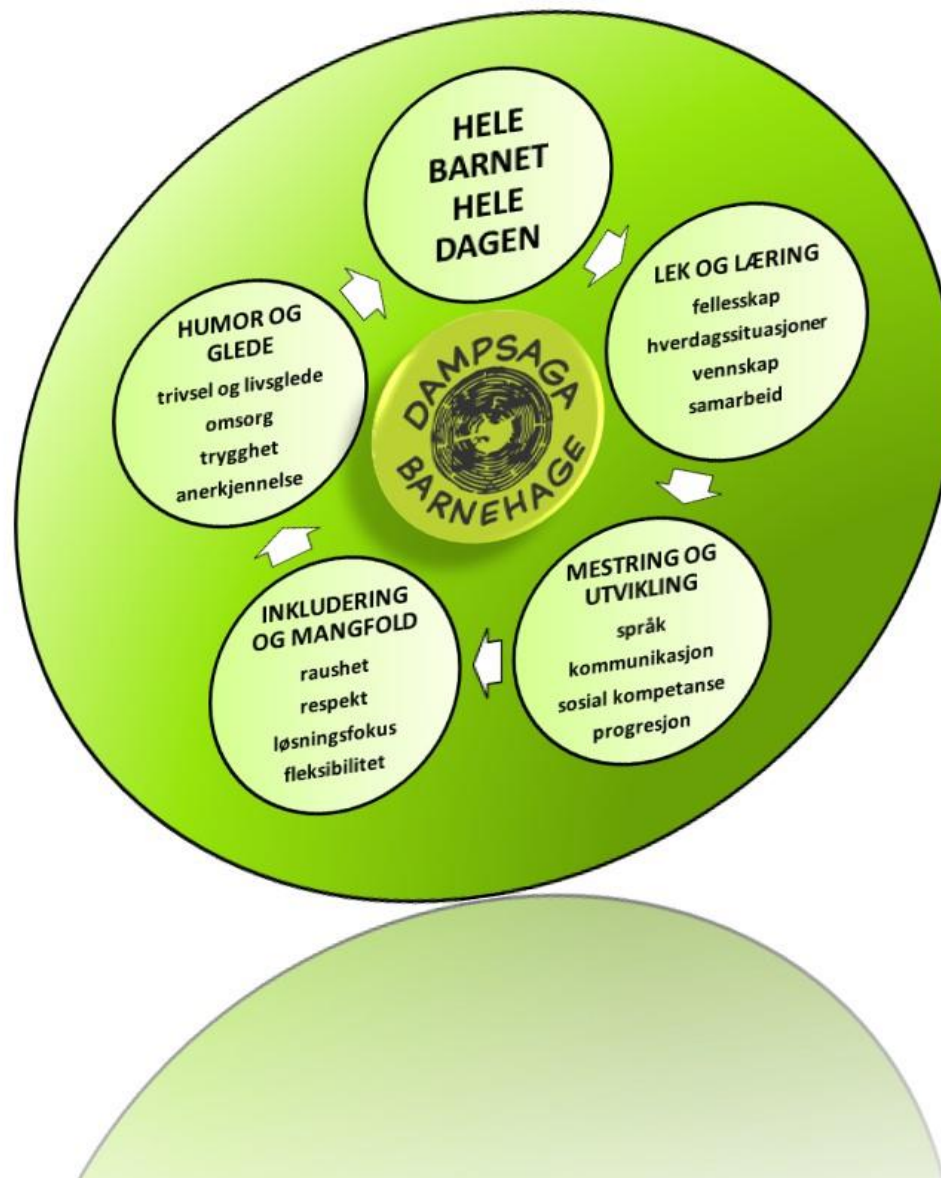 HELE
BARNET
HELE
DAGEN
LEK OG LÆRING
fellesskap
hverdagssituasjoner
vennskap
samarbeid
MESTRING OG
UTVIKLING
språk
kommunikasjon
sosial kompetanse
progresjon
INKLUDERING
OG MANGFOLD
raushet
respekt
løsningsfokus
fleksibilitet
HUMOR OG
GLEDE
trivsel og livsglede
omsorg
trygghet
anerkjennelse
DAMPSAGA
BARNEHAGE